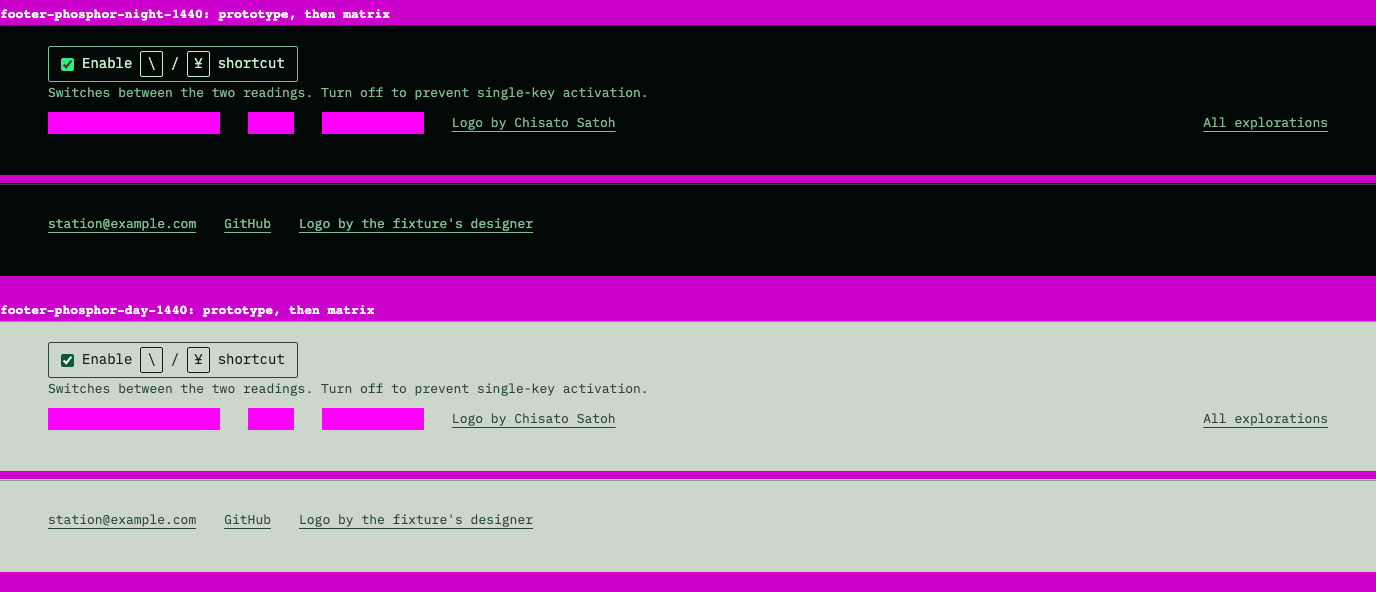 footer-phosphor-night-1440: prototype, then matrix
Enable \ / ¥ shortcut
Switches between the two readings. Turn off to prevent single-key activation.
Logo by Chisato Satoh All explorations
station@example.com GitHub Logo by the fixture's designer
footer-phosphor-day-1440: prototype, then matrix
Enable \ / ¥ shortcut
Switches between the two readings. Turn off to prevent single-key activation.
Logo by Chisato Satoh All explorations
station@example.com GitHub Logo by the fixture's designer